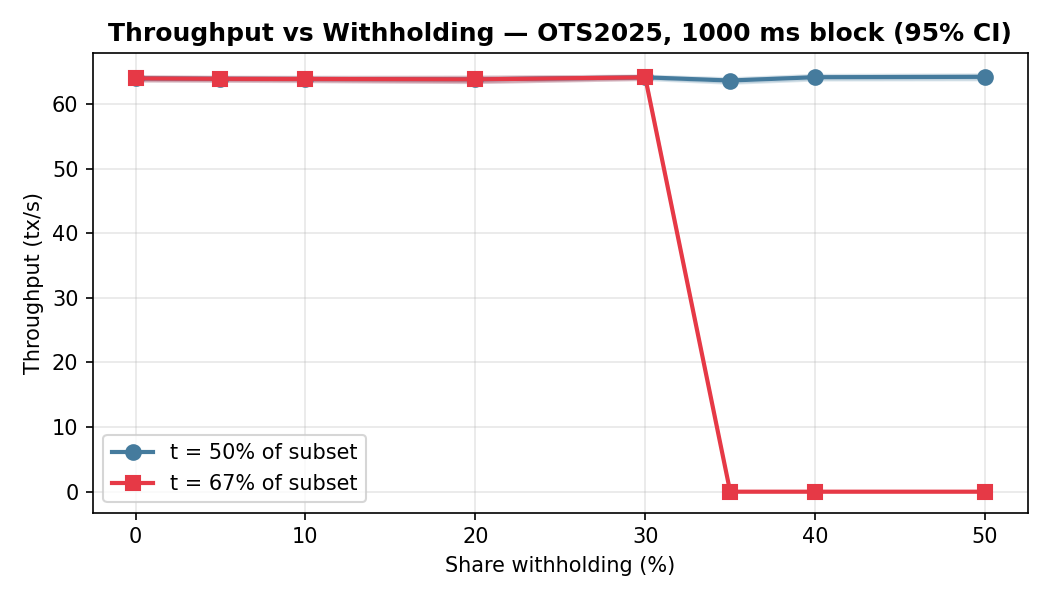 Throughput vs Withholding — OTS2025, 1000 ms block (95% CI)
Throughput (tx/s)
60
50
40
30
20
10
0
t = 50% of subset
t = 67% of subset
0 10 20 30 40 50
Share withholding (%)